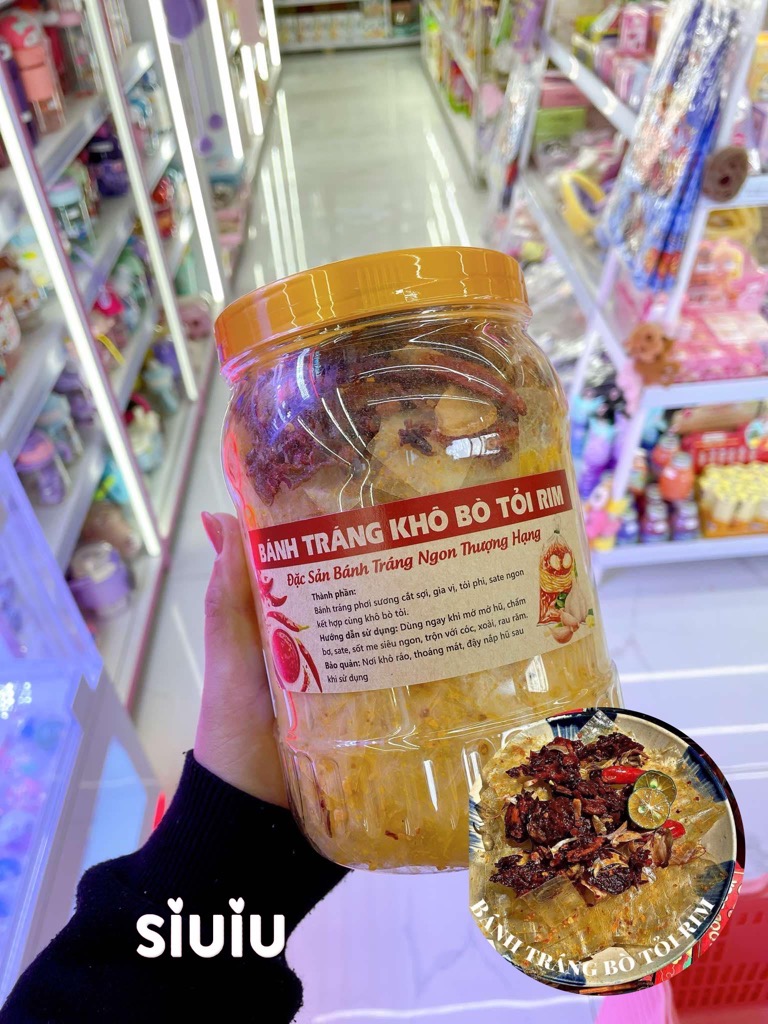 BÁNH TRÁNG KHÔ BÒ TỎI RIM
Đặc Sản Bánh Tráng Ngon Thượng Hạng
Thành phần:
Bánh tráng phơi sương cắt sợi, gia vị, tỏi phi, sate ngon
kết hợp cùng khô bò tỏi.
Hướng dẫn sử dụng: Dùng ngay khi mở mở hũ, chấm
bơ, sate, sốt me siêu ngon, trộn với cóc, xoài, rau răm.
Bảo quản: Nơi khô ráo, thoáng mát, đậy nắp hũ sau
khi sử dụng
siuiu
BÁNH TRÁNG BÒ TỎI RIM